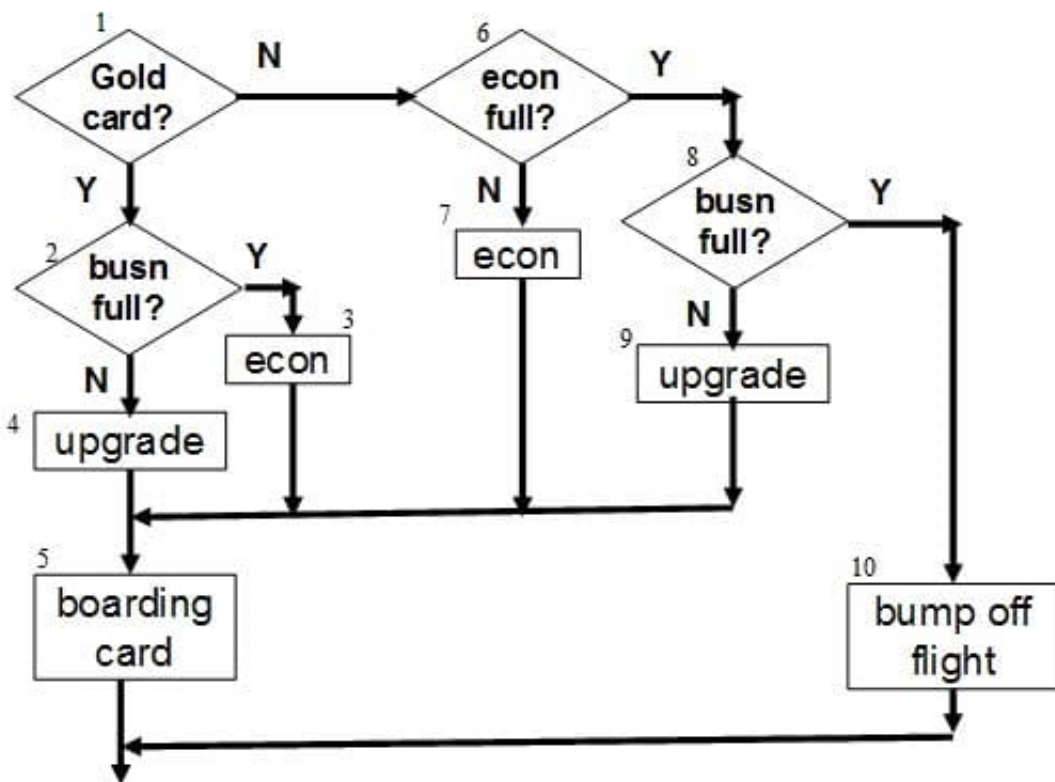 1
Gold
card?
N
6
econ
full?
Y
8
busn
full?
Y
Y
N
7
econ
2
busn
full?
Y
3
econ
N
9
upgrade
N
4
upgrade
5
boarding
card
10
bump off
flight